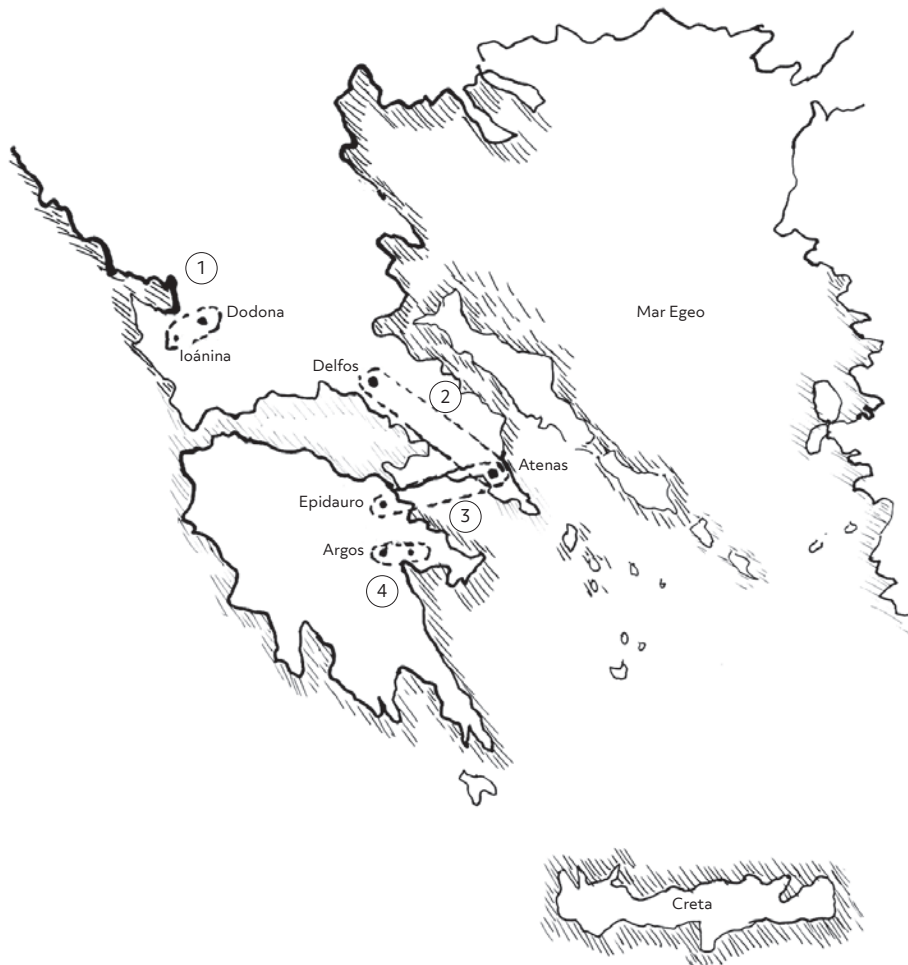 1
Dodona
Ioánina
Mar Egeo
Delfos
2
Atenas
Epidauro
3
Argos
4
Creta